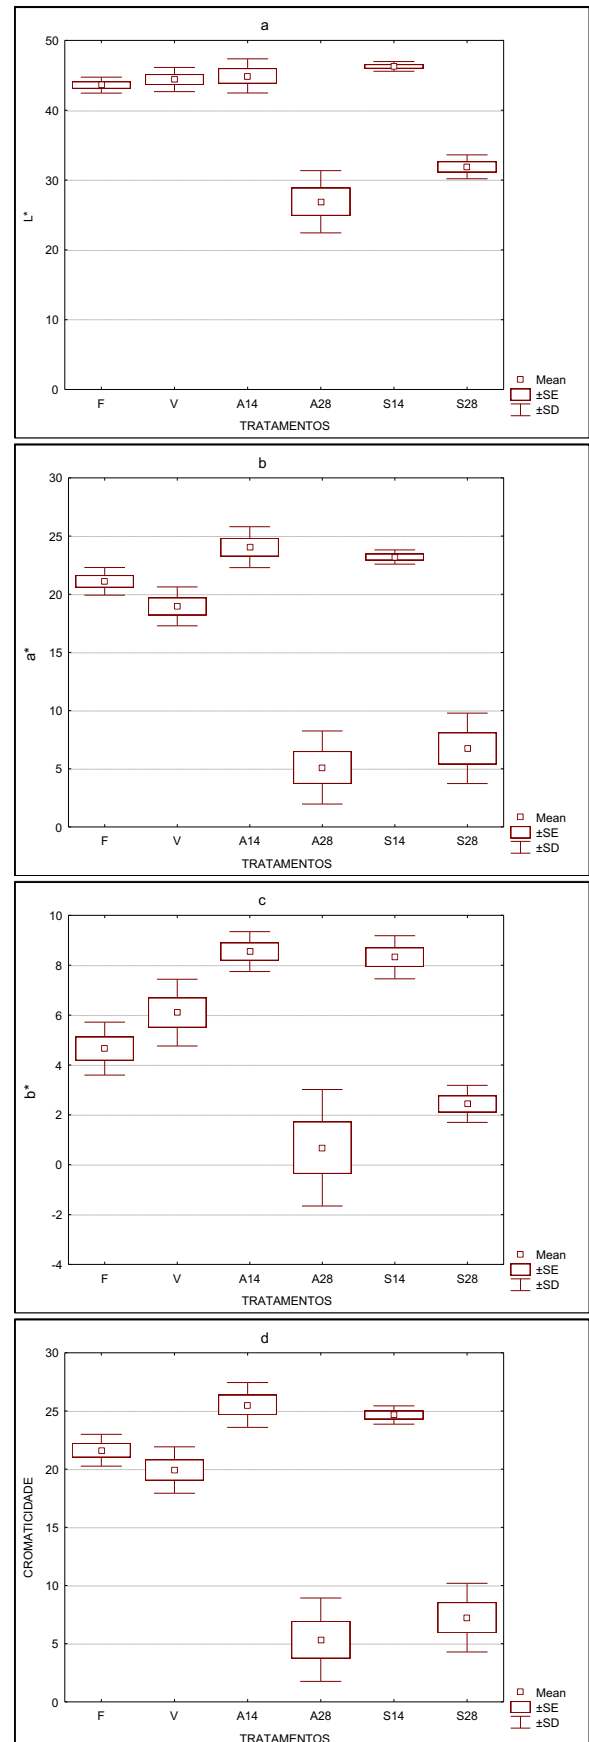 a
50
40
30
20
10
0
L*
F V A14 A28 S14 S28
TRATAMENTOS
Mean
±SE
±SD
b
30
25
20
15
10
5
0
a*
F V A14 A28 S14 S28
TRATAMENTOS
Mean
±SE
±SD
c
10
8
6
4
2
0
-2
-4
b*
F V A14 A28 S14 S28
TRATAMENTOS
Mean
±SE
±SD
d
30
25
20
15
10
5
0
CROMATICIDADE
F V A14 A28 S14 S28
TRATAMENTOS
Mean
±SE
±SD